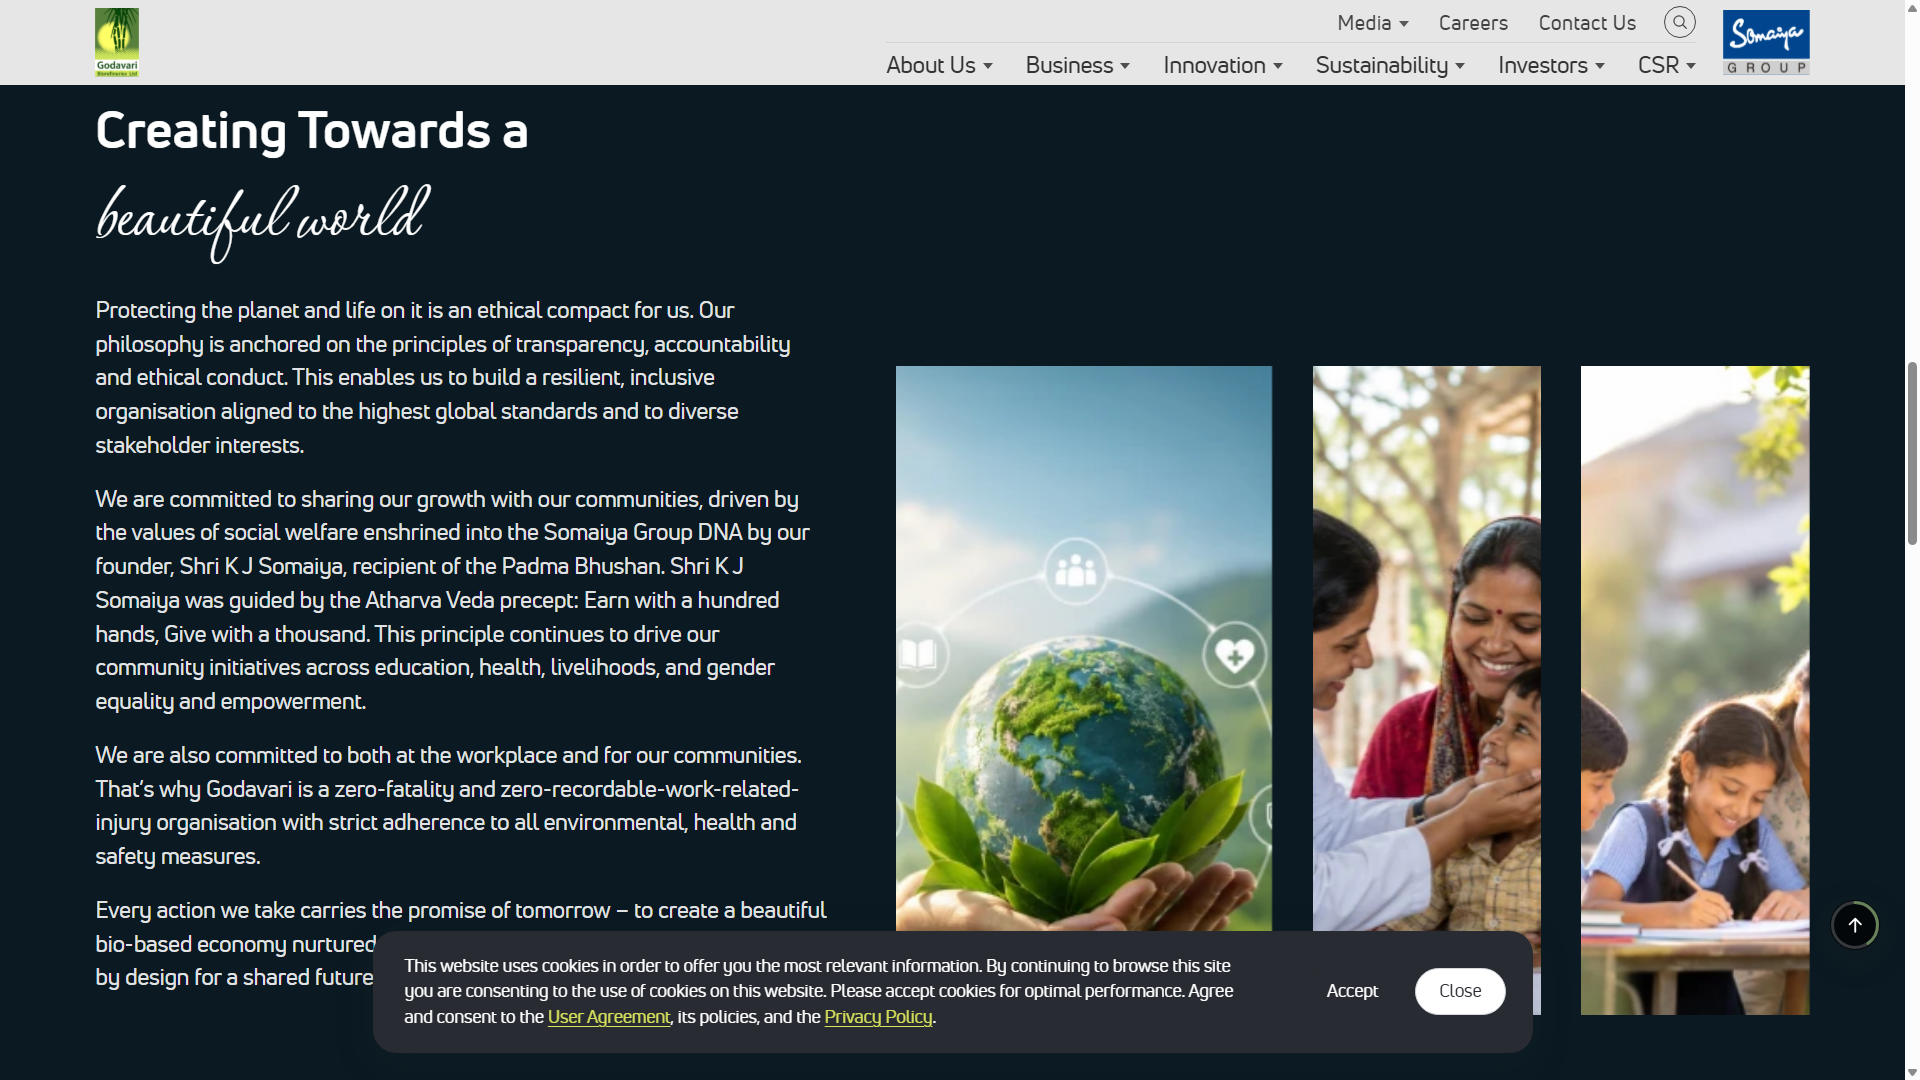 Godavari
Biorefineries Ltd
Media
Careers
Contact Us
Somaiya
GROUP
About Us
Business
Innovation
Sustainability
Investors
CSR
Creating Towards a
beautiful world
Protecting the planet and life on it is an ethical compact for us. Our
philosophy is anchored on the principles of transparency, accountability
and ethical conduct. This enables us to build a resilient, inclusive
organisation aligned to the highest global standards and to diverse
stakeholder interests.
We are committed to sharing our growth with our communities, driven by
the values of social welfare enshrined into the Somaiya Group DNA by our
founder, Shri K J Somaiya, recipient of the Padma Bhushan. Shri K J
Somaiya was guided by the Atharva Veda precept: Earn with a hundred
hands, Give with a thousand. This principle continues to drive our
community initiatives across education, health, livelihoods, and gender
equality and empowerment.
We are also committed to both at the workplace and for our communities.
That’s why Godavari is a zero-fatality and zero-recordable-work-related-
injury organisation with strict adherence to all environmental, health and
safety measures.
Every action we take carries the promise of tomorrow – to create a beautiful
bio-based economy nurtured
by design for a shared future
This website uses cookies in order to offer you the most relevant information. By continuing to browse this site
you are consenting to the use of cookies on this website. Please accept cookies for optimal performance. Agree
and consent to the User Agreement, its policies, and the Privacy Policy.
Accept
Close